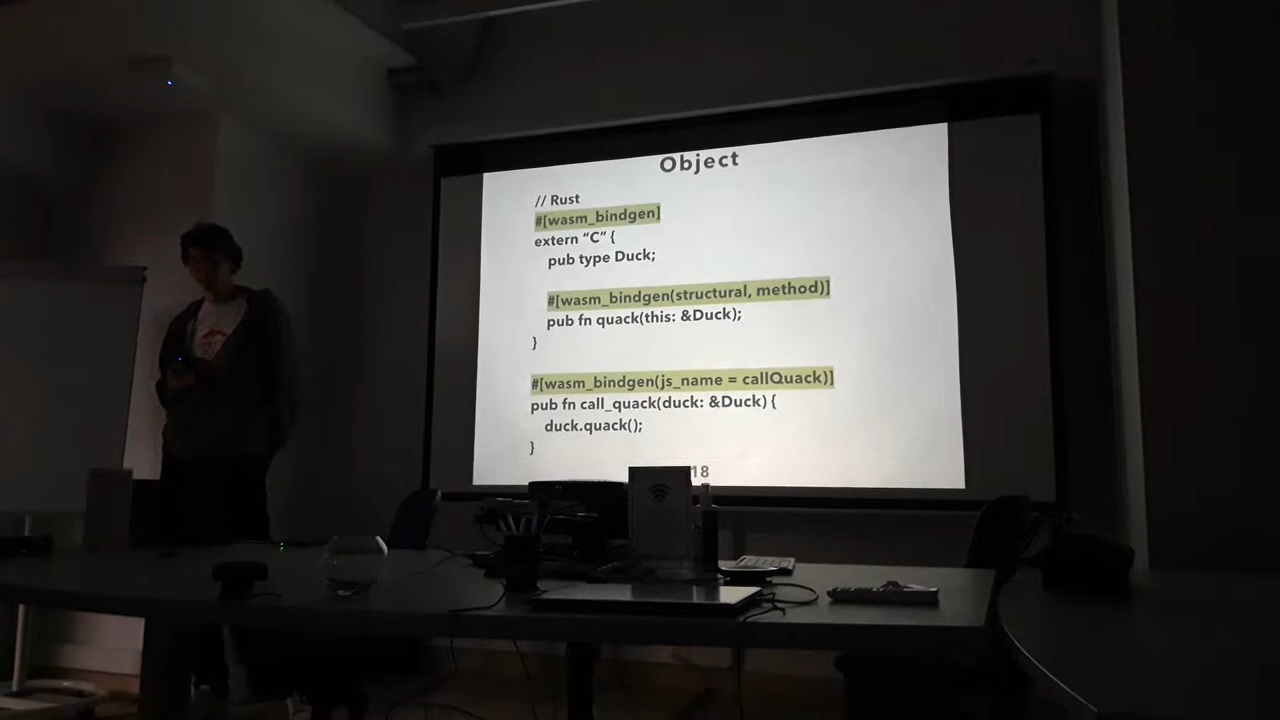 Object
// Rust
#[wasm_bindgen]
extern “C” {
pub type Duck;
#[wasm_bindgen(structural, method)]
pub fn quack(this: &Duck);
}
#[wasm_bindgen(js_name = callQuack)]
pub fn call_quack(duck: &Duck) {
duck.quack();
}
18